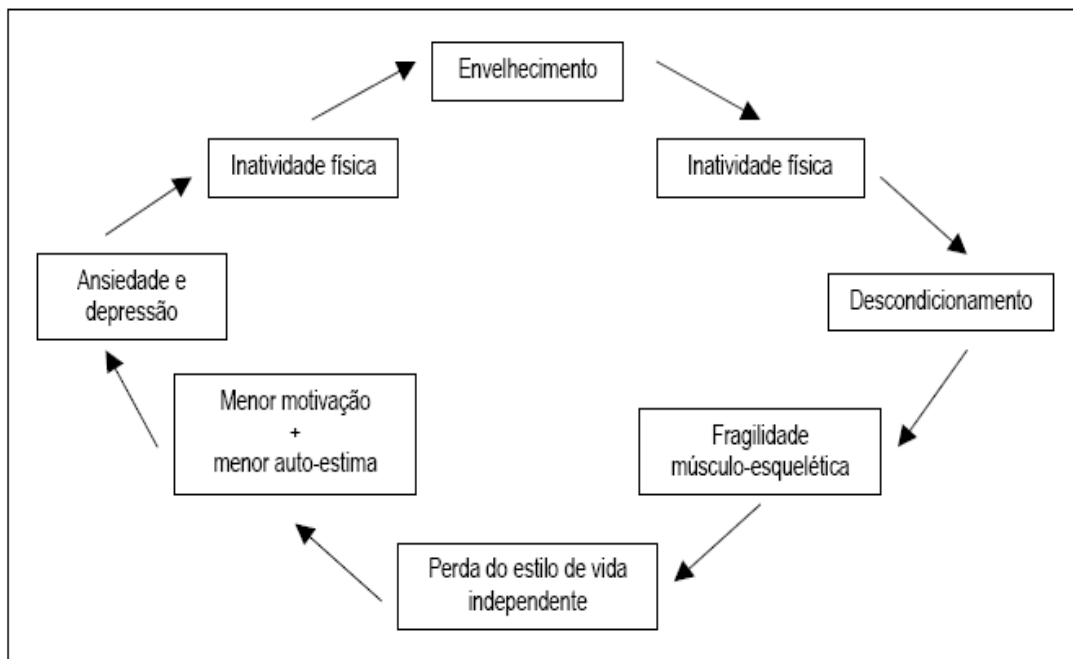 Envelhecimento
Inatividade física
Inatividade física
Descondicionamento
Ansiedade e
depressão
Menor motivação
+
menor auto-estima
Fragilidade
músculo-esquelética
Perda do estilo de vida
independente